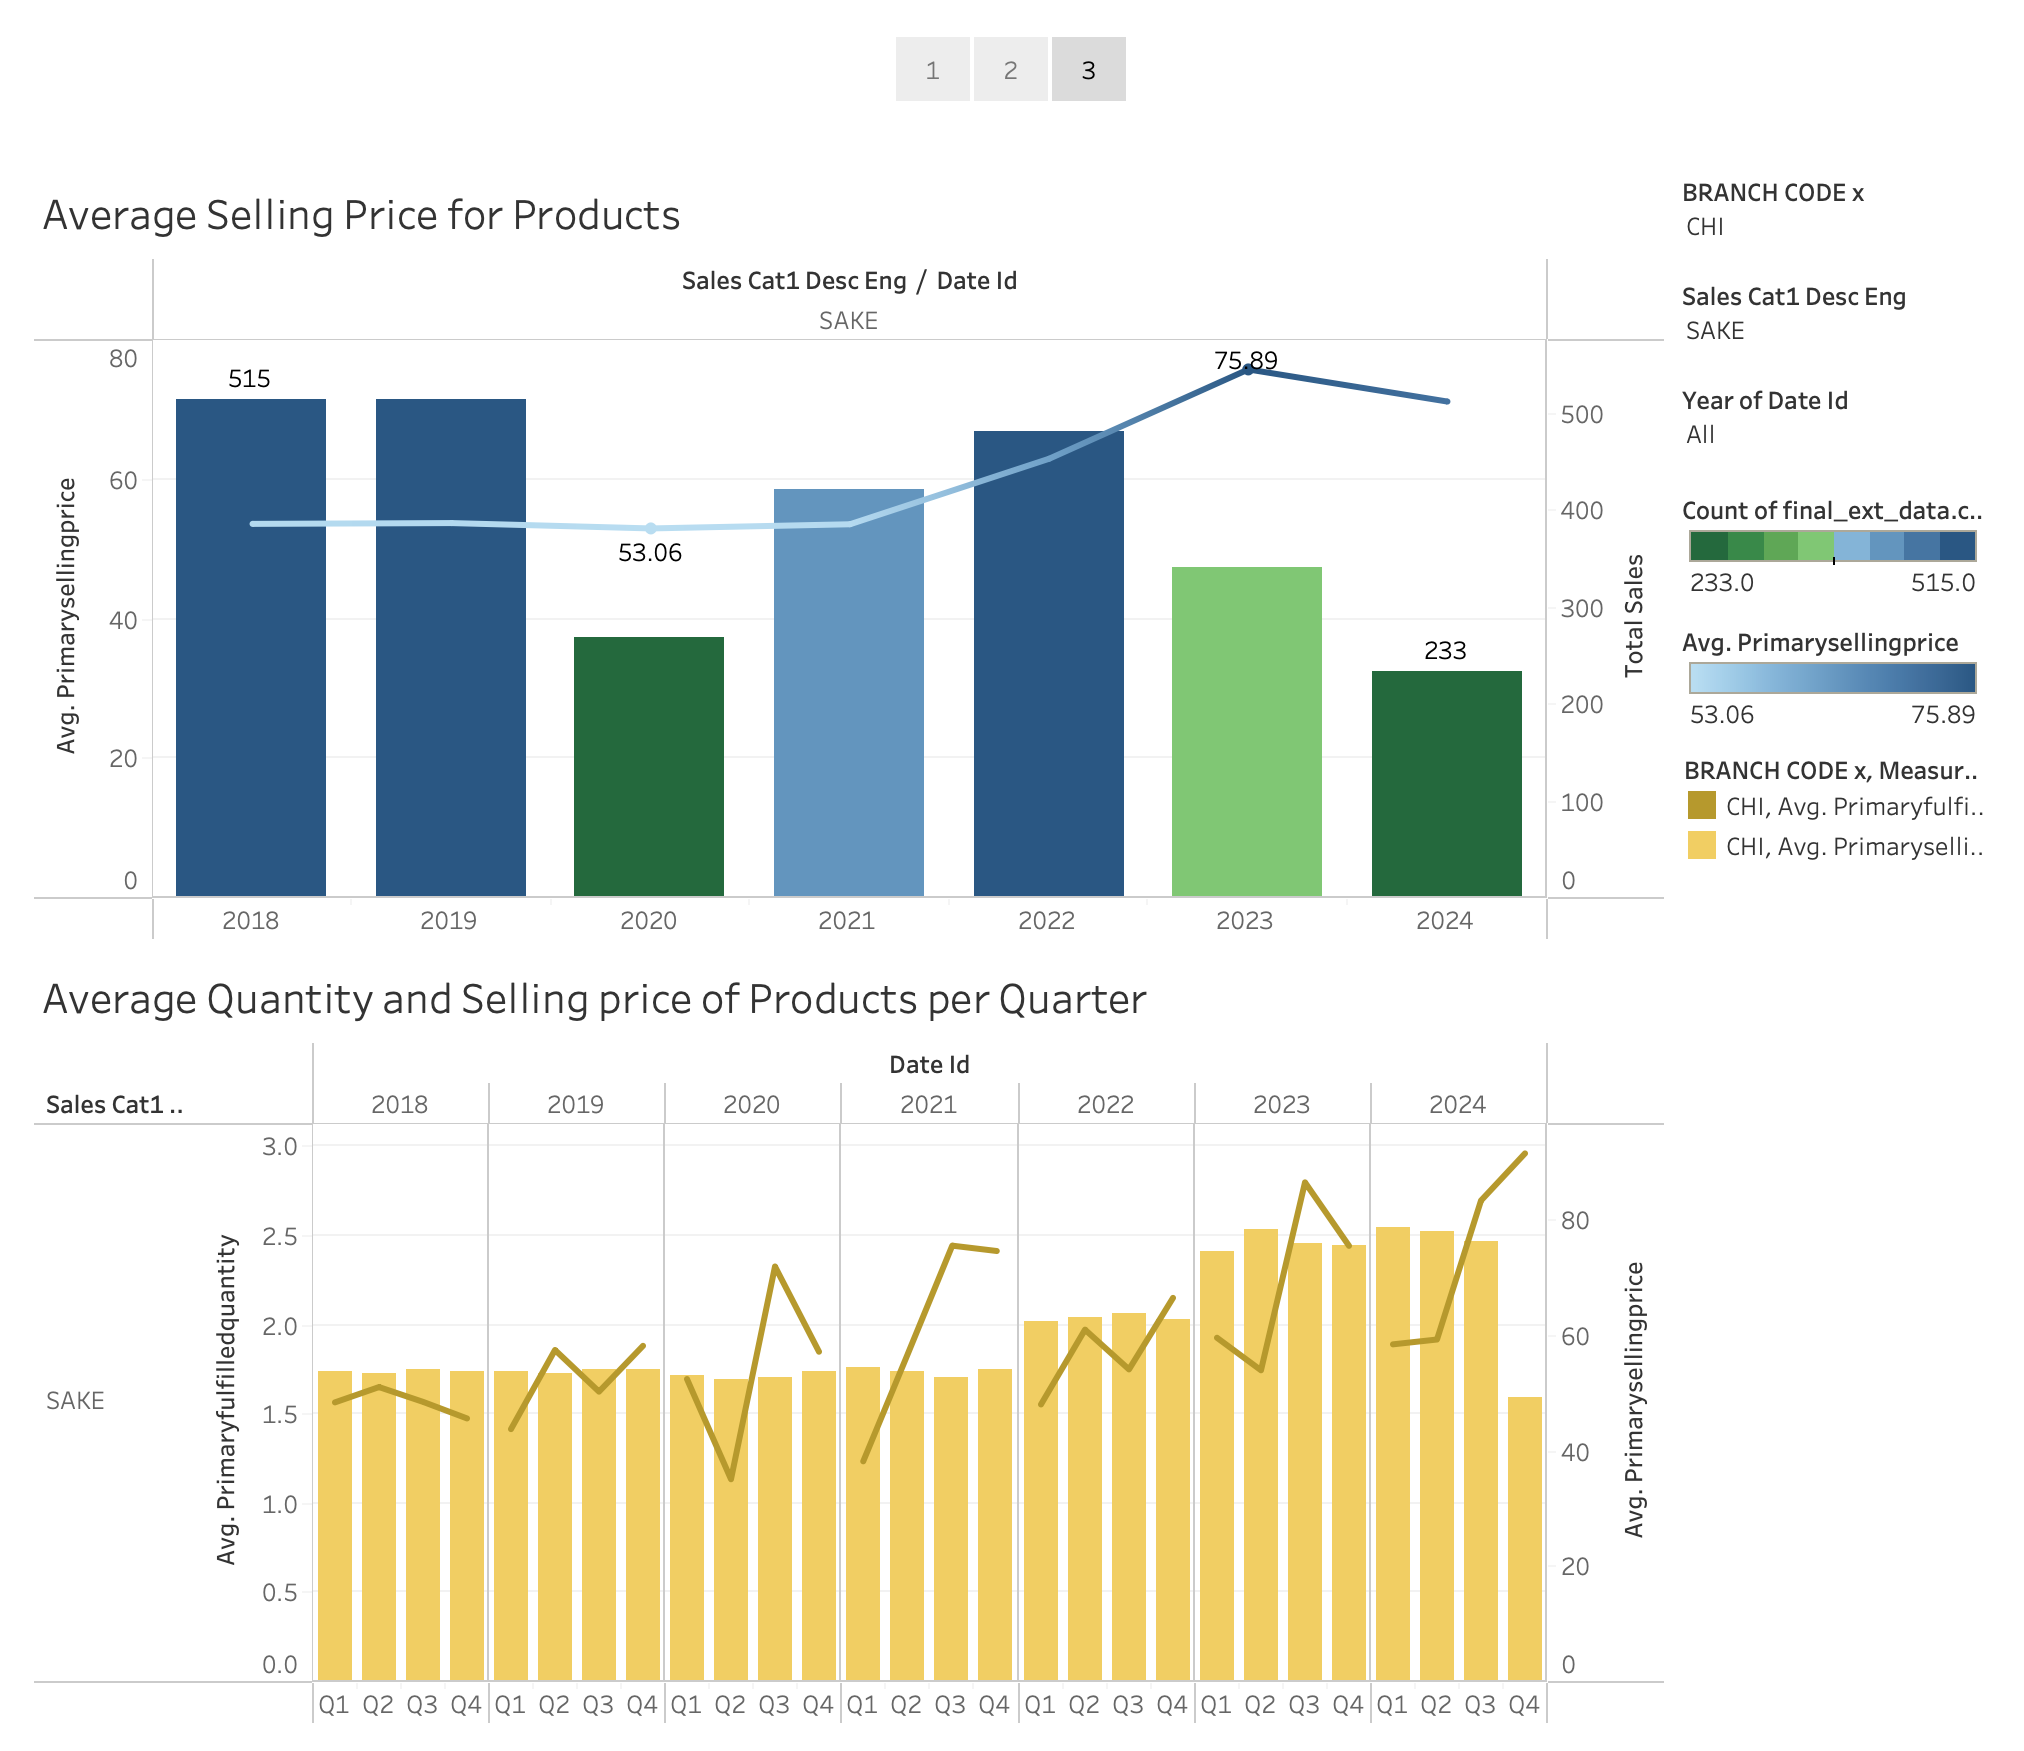 1 2 3
Average Selling Price for Products
Sales Cat1 Desc Eng / Date Id
SAKE
80
60
40
20
0
Avg. Primarysellingprice
515
53.06
75.89
233
500
400
300
200
100
0
Total Sales
2018 2019 2020 2021 2022 2023 2024
BRANCH CODE x
CHI
Sales Cat1 Desc Eng
SAKE
Year of Date Id
All
Count of final_ext_data.c..
233.0 515.0
Avg. Primarysellingprice
53.06 75.89
BRANCH CODE x, Measur..
CHI, Avg. Primaryfulfi..
CHI, Avg. Primaryselli..
Average Quantity and Selling price of Products per Quarter
Date Id
Sales Cat1 .. 2018 2019 2020 2021 2022 2023 2024
SAKE
Avg. Primaryfulfilledquantity
3.0
2.5
2.0
1.5
1.0
0.5
0.0
80
60
40
20
0
Avg. Primarysellingprice
Q1 Q2 Q3 Q4 Q1 Q2 Q3 Q4 Q1 Q2 Q3 Q4 Q1 Q2 Q3 Q4 Q1 Q2 Q3 Q4 Q1 Q2 Q3 Q4 Q1 Q2 Q3 Q4